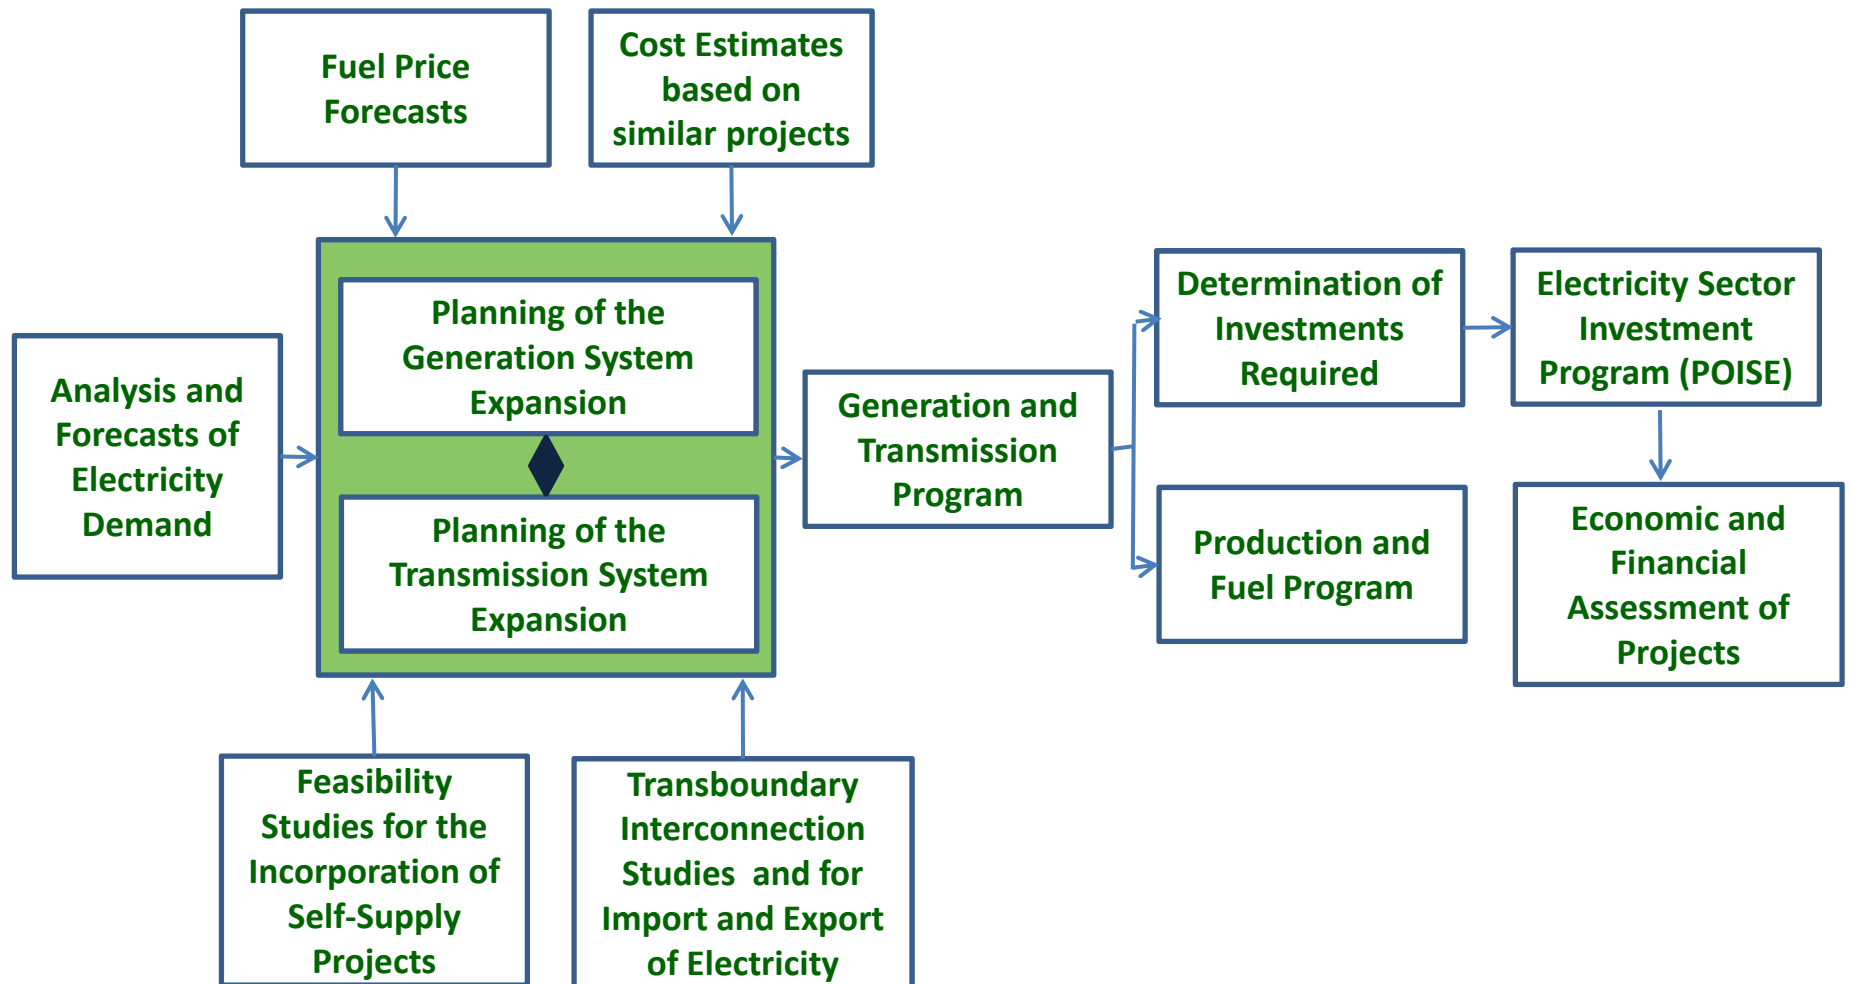 Fuel Price
Forecasts
Cost Estimates
based on
similar projects
Analysis and
Forecasts of
Electricity
Demand
Planning of the
Generation System
Expansion
Planning of the
Transmission System
Expansion
Generation and
Transmission
Program
Determination of
Investments
Required
Electricity Sector
Investment
Program (POISE)
Production and
Fuel Program
Economic and
Financial
Assessment of
Projects
Feasibility
Studies for the
Incorporation of
Self-Supply
Projects
Transboundary
Interconnection
Studies and for
Import and Export
of Electricity